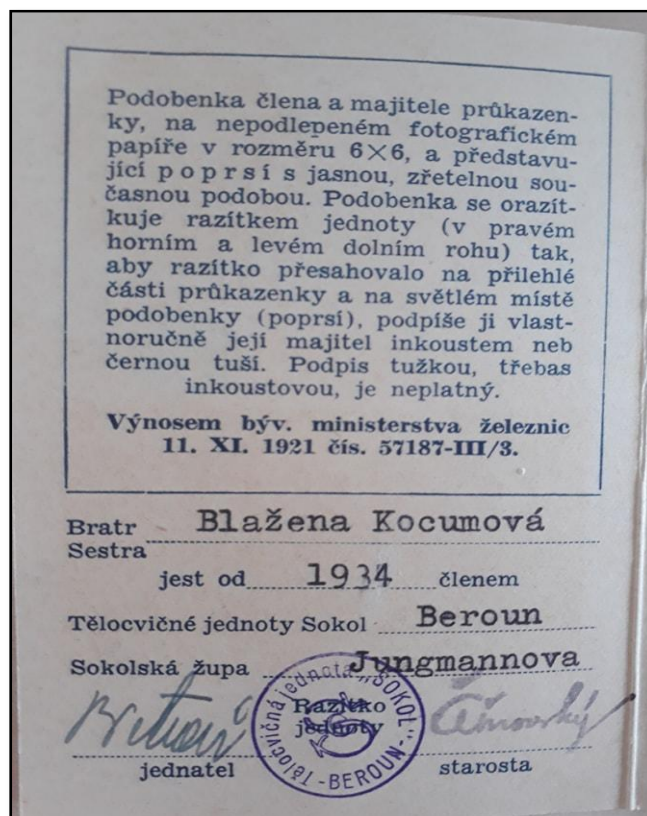 Podobenka člena a majitele průkazen-
ky, na nepodlepeném fotografickém
papíře v rozměru 6×6, a představu-
jící poprsí s jasnou, zřetelnou sou-
časnou podobou. Podobenka se orazít-
kuje razítkem jednoty (v pravém
horním a levém dolním rohu) tak,
aby razítko přesahovalo na přilehlé
části průkazenky a na světlém místě
podobenky (poprsí), podpíše ji vlast-
noručně její majitel inkoustem neb
černou tuší. Podpis tužkou, třebas
inkoustovou, je neplatný.
Výnosem býv. ministerstva železnic
11. XI. 1921 čís. 57187-III/3.
Bratr Blažena Kocumová
Sestra
jest od 1934 členem
Tělocvičné jednoty Sokol Beroun
Sokolská župa Jungmannova
Razítko
jednoty
Tělocvičná jednota „SOKOL" - BEROUN -
jednatel starosta